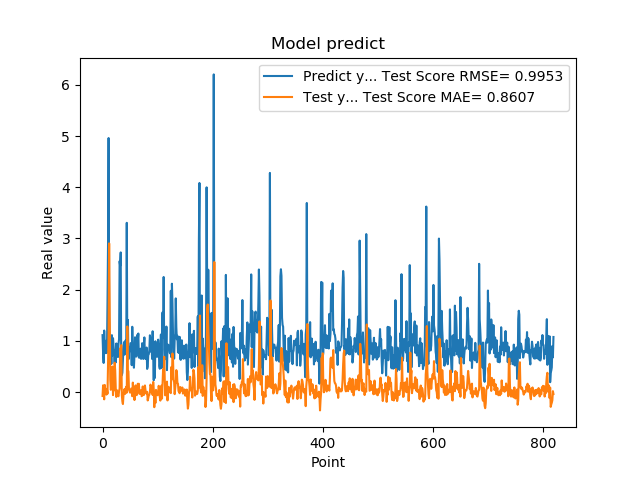 Model predict
Predict y... Test Score RMSE= 0.9953
Test y... Test Score MAE= 0.8607
6
5
4
3
2
1
0
Real value
0 200 400 600 800
Point